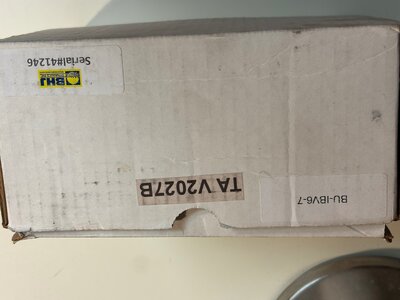 BU-IBV6-7
TA V2027B
BHJ
Serial#41246